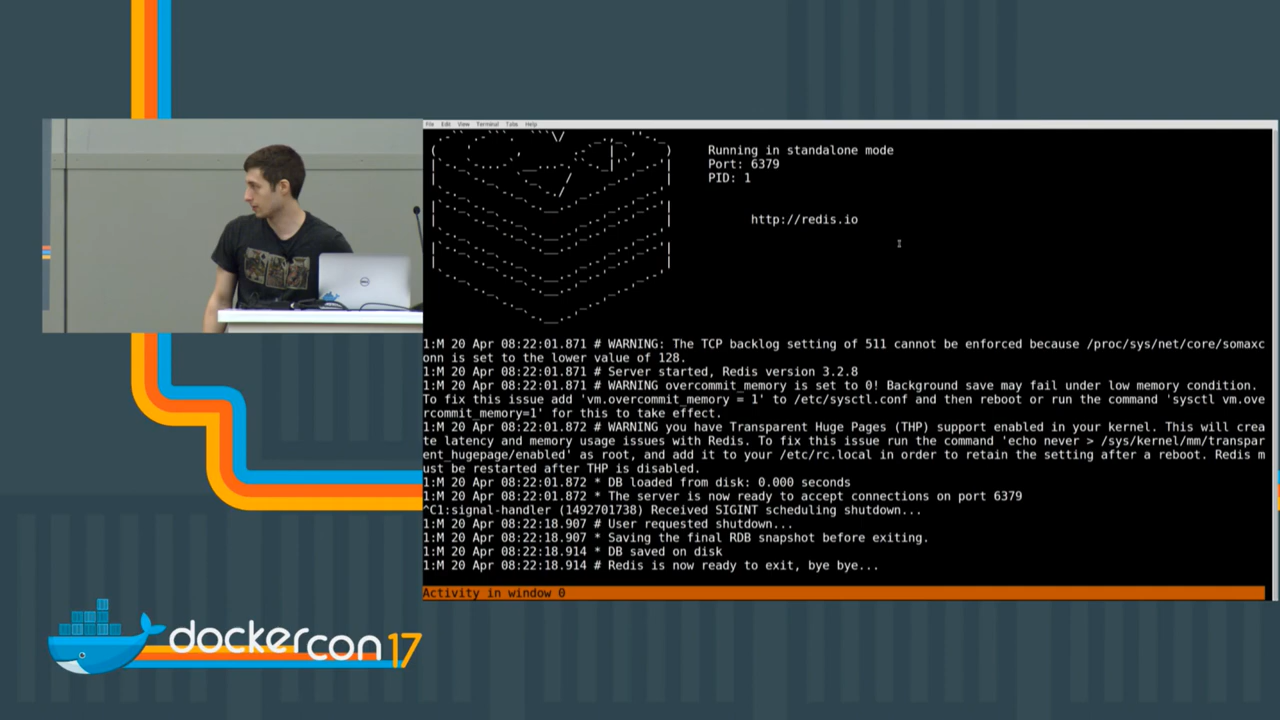 File Edit View Terminal Tabs Help
Running in standalone mode
Port: 6379
PID: 1
http://redis.io
1:M 20 Apr 08:22:01.871 # WARNING: The TCP backlog setting of 511 cannot be enforced because /proc/sys/net/core/somaxc
onn is set to the lower value of 128.
1:M 20 Apr 08:22:01.871 # Server started, Redis version 3.2.8
1:M 20 Apr 08:22:01.871 # WARNING overcommit_memory is set to 0! Background save may fail under low memory condition.
To fix this issue add 'vm.overcommit_memory = 1' to /etc/sysctl.conf and then reboot or run the command 'sysctl vm.ove
rcommit_memory=1' for this to take effect.
1:M 20 Apr 08:22:01.872 # WARNING you have Transparent Huge Pages (THP) support enabled in your kernel. This will crea
te latency and memory usage issues with Redis. To fix this issue run the command 'echo never > /sys/kernel/mm/transpar
ent_hugepage/enabled' as root, and add it to your /etc/rc.local in order to retain the setting after a reboot. Redis m
ust be restarted after THP is disabled.
1:M 20 Apr 08:22:01.872 * DB loaded from disk: 0.000 seconds
1:M 20 Apr 08:22:01.872 * The server is now ready to accept connections on port 6379
^C1:signal-handler (1492701738) Received SIGINT scheduling shutdown...
1:M 20 Apr 08:22:18.907 # User requested shutdown...
1:M 20 Apr 08:22:18.907 * Saving the final RDB snapshot before exiting.
1:M 20 Apr 08:22:18.914 * DB saved on disk
1:M 20 Apr 08:22:18.914 # Redis is now ready to exit, bye bye...
Activity in window 0
dockercon 17